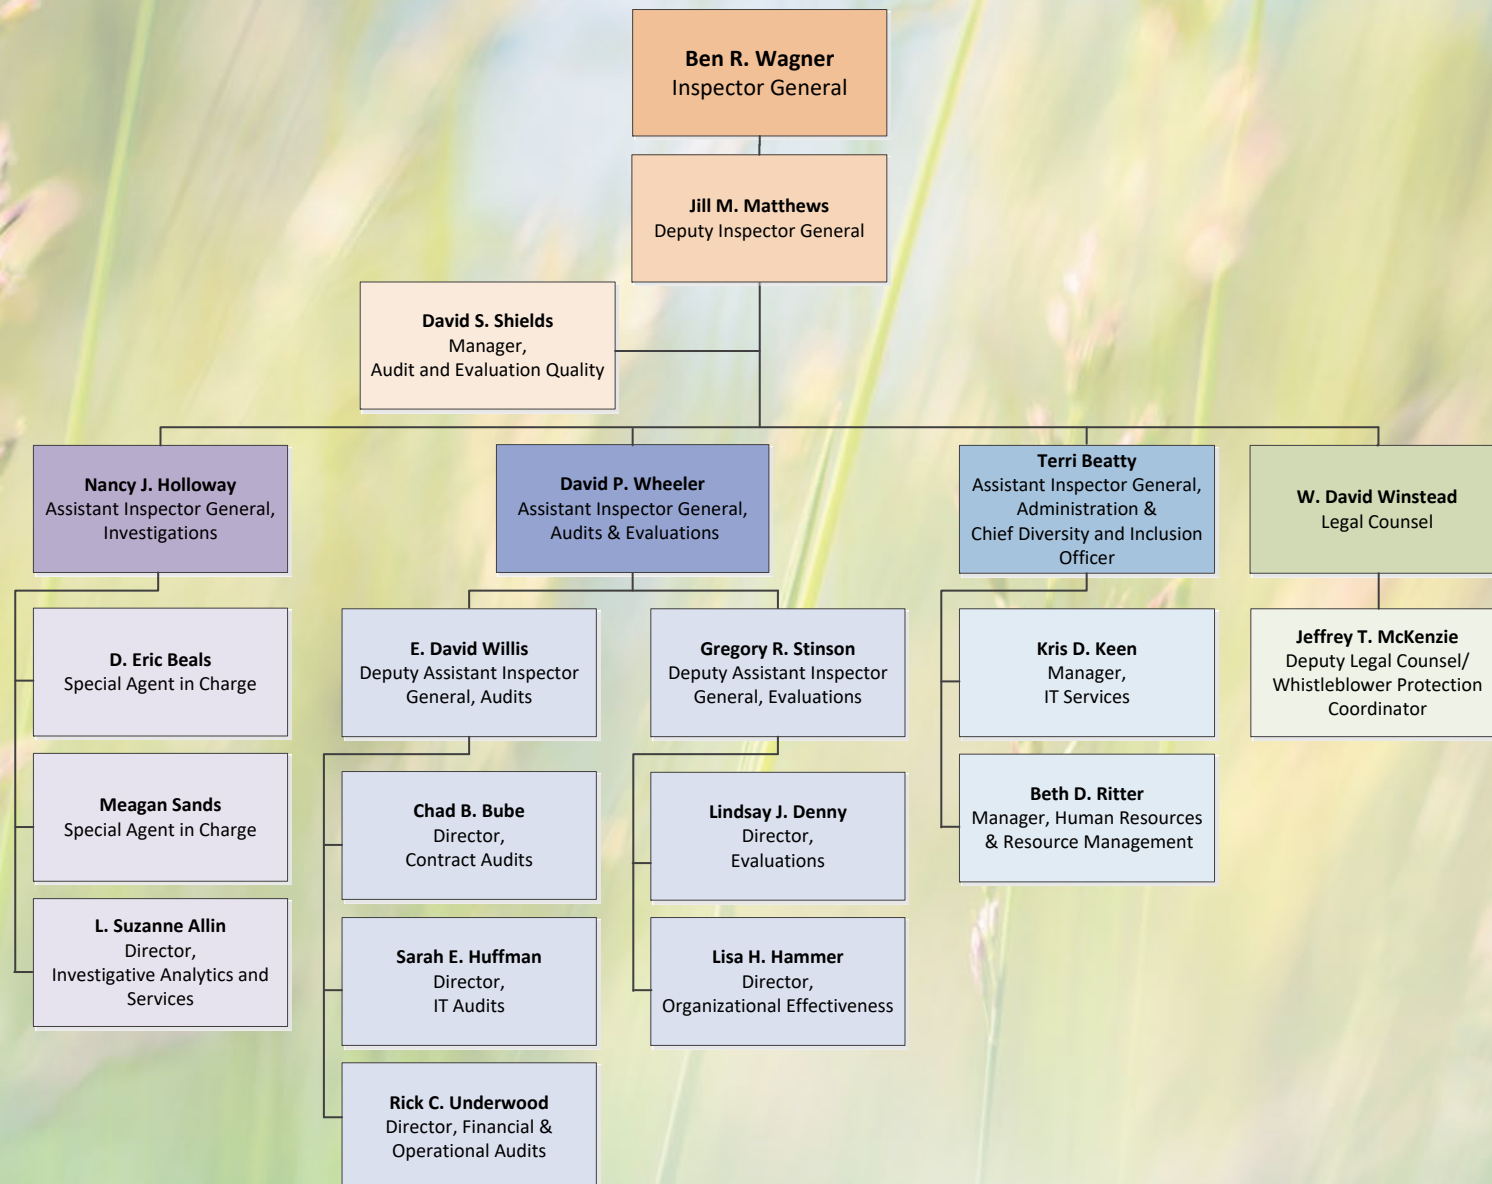 Ben R. Wagner
Inspector General
Jill M. Matthews
Deputy Inspector General
David S. Shields
Manager,
Audit and Evaluation Quality
Nancy J. Holloway
Assistant Inspector General,
Investigations
David P. Wheeler
Assistant Inspector General,
Audits & Evaluations
Terri Beatty
Assistant Inspector General,
Administration &
Chief Diversity and Inclusion
Officer
W. David Winstead
Legal Counsel
D. Eric Beals
Special Agent in Charge
Meagan Sands
Special Agent in Charge
L. Suzanne Allin
Director,
Investigative Analytics and
Services
E. David Willis
Deputy Assistant Inspector
General, Audits
Chad B. Bube
Director,
Contract Audits
Sarah E. Huffman
Director,
IT Audits
Rick C. Underwood
Director, Financial &
Operational Audits
Gregory R. Stinson
Deputy Assistant Inspector
General, Evaluations
Lindsay J. Denny
Director,
Evaluations
Lisa H. Hammer
Director,
Organizational Effectiveness
Kris D. Keen
Manager,
IT Services
Beth D. Ritter
Manager, Human Resources
& Resource Management
Jeffrey T. McKenzie
Deputy Legal Counsel/
Whistleblower Protection
Coordinator